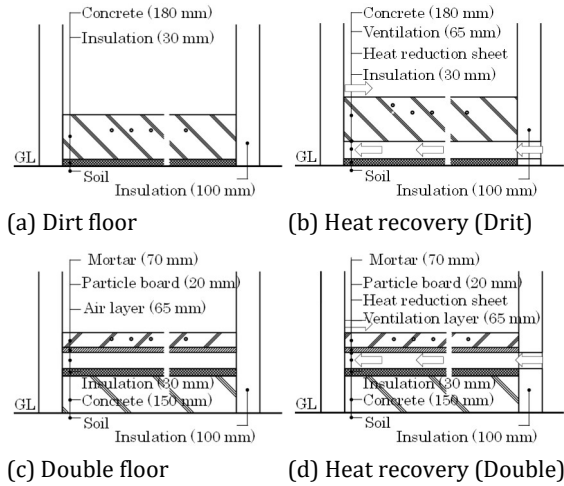 Concrete (180 mm)
Insulation (30 mm)
GL
Soil
Insulation (100 mm)
(a) Dirt floor
Concrete (180 mm)
Ventilation (65 mm)
Heat reduction sheet
Insulation (30 mm)
GL
Soil
Insulation (100 mm)
(b) Heat recovery (Drit)
Mortar (70 mm)
Particle board (20 mm)
Air layer (65 mm)
Insulation (30 mm)
Concrete (150 mm)
GL
Soil
Insulation (100 mm)
(c) Double floor
Mortar (70 mm)
Particle board (20 mm)
Heat reduction sheet
Ventilation layer (65 mm)
Insulation (30 mm)
Concrete (150 mm)
GL
Soil
Insulation (100 mm)
(d) Heat recovery (Double)